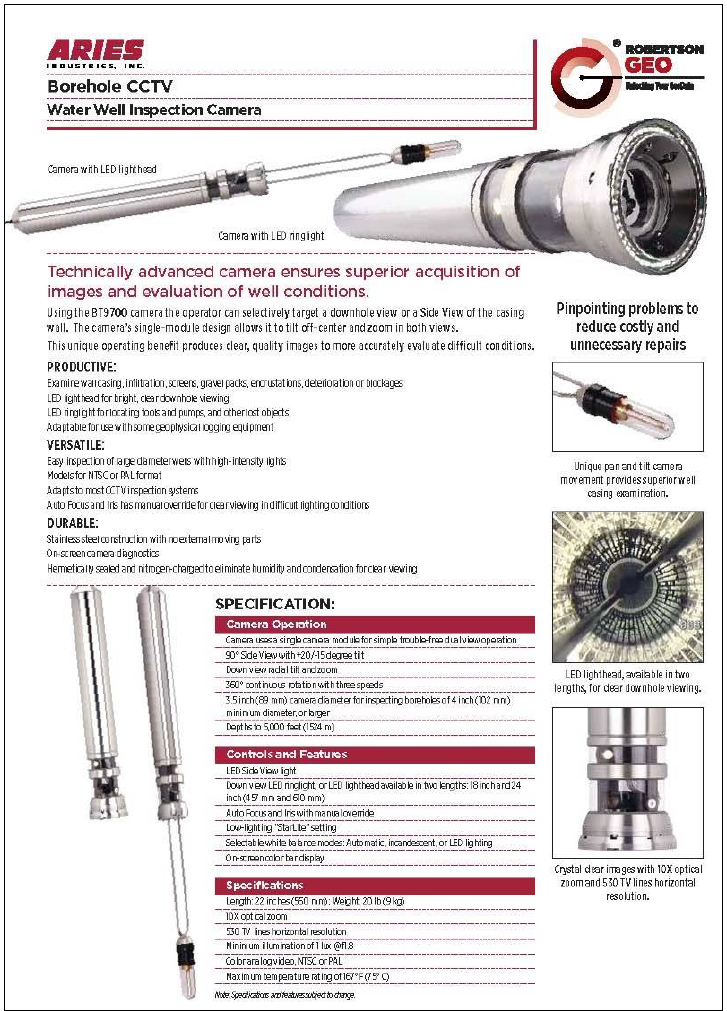 ARIES
INDUSTRIES, INC.
Borehole CCTV
Water Well Inspection Camera
®
ROBERTSON
GEO
Unlocking Your GeoData
Camera with LED lighthead
Camera with LED ringlight
Technically advanced camera ensures superior acquisition of
images and evaluation of well conditions.
Using the BT9700 camera the operator can selectively target a downhole view or a Side View of the casing
wall. The camera's single-module design allows it to tilt off-center and zoom in both views.
This unique operating benefit produces clear, quality images to more accurately evaluate difficult conditions.
PRODUCTIVE:
Examine wall casing, infiltration, screens, gravel packs, encrustations, deterioration or blockages
LED lighthead for bright, clear downhole viewing
LED ringlight for locating tools and pumps, and other lost objects
Adaptable for use with some geophysical logging equipment
VERSATILE:
Easy inspection of large diameter wells with high-intensity lights
Models for NTSC or PAL format
Adapts to most CCTV inspection systems
Auto Focus and Iris has manual override for clear viewing in difficult lighting conditions
DURABLE:
Stainless steel construction with no external moving parts
On-screen camera diagnostics
Hermetically sealed and nitrogen-charged to eliminate humidity and condensation for clear viewing
Pinpointing problems to
reduce costly and
unnecessary repairs
Unique pan and tilt camera
movement provides superior well
casing examination.
LED lighthead, available in two
lengths, for clear downhole viewing.
Crystal clear images with 10X optical
zoom and 530 TV lines horizontal
resolution.
SPECIFICATION:
Camera Operation
Camera uses a single camera module for simple trouble-free dual view operation
90° Side View with +20/-15 degree tilt
Down view radial tilt and zoom
360° continuous rotation with three speeds
3.5 inch (89 mm) camera diameter for inspecting boreholes of 4 inch (102 mm)
minimum diameter, or larger
Depths to 5,000 feet (1524 m)
Controls and Features
LED Side View light
Down view LED ringlight, or LED lighthead available in two lengths: 18 inch and 24
inch (457 mm and 610 mm)
Auto Focus and Iris with manual override
Low-lighting "StarLite" setting
Selectable white balance modes: Automatic, incandescent, or LED lighting
On-screen color bar display
Specifications
Length: 22 inches (550 mm); Weight: 20 lb (9 kg)
10X optical zoom
530 TV lines horizontal resolution
Minimum illumination of 1 lux @f1.8
Color analog video, NTSC or PAL
Maximum temperature rating of 167°F (75° C)
Note: Specifications and features subject to change.